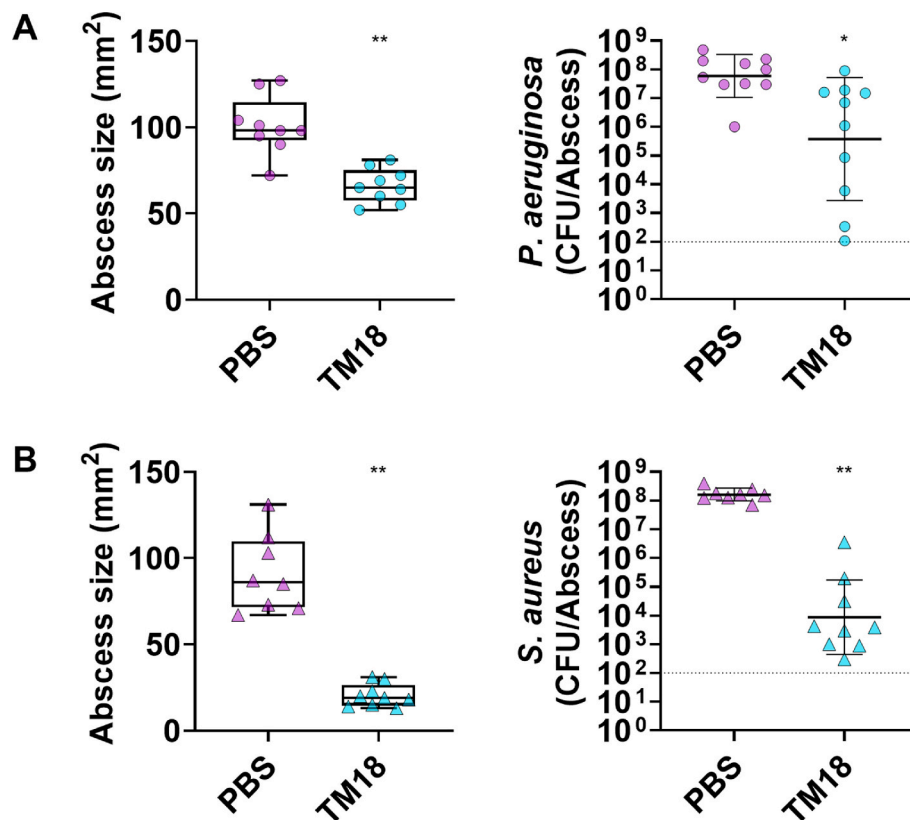 A
Abscess size (mm²)
150
100
50
0
**
PBS
TM18
P. aeruginosa
(CFU/Abscess)
10⁹
10⁸
10⁷
10⁶
10⁵
10⁴
10³
10²
10¹
10⁰
*
PBS
TM18
B
Abscess size (mm²)
150
100
50
0
**
PBS
TM18
S. aureus
(CFU/Abscess)
10⁹
10⁸
10⁷
10⁶
10⁵
10⁴
10³
10²
10¹
10⁰
**
PBS
TM18